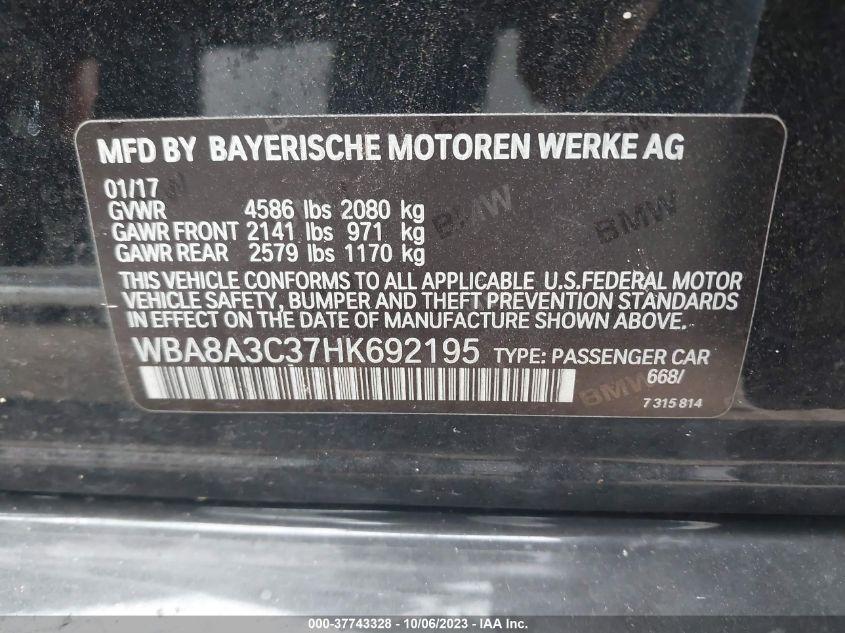 MFD BY BAYERISCHE MOTOREN WERKE AG
01/17
GVWR 4586 lbs 2080 kg
GAWR FRONT 2141 lbs 971 kg
GAWR REAR 2579 lbs 1170 kg
THIS VEHICLE CONFORMS TO ALL APPLICABLE U.S.FEDERAL MOTOR
VEHICLE SAFETY, BUMPER AND THEFT PREVENTION STANDARDS
IN EFFECT ON THE DATE OF MANUFACTURE SHOWN ABOVE.
WBA8A3C37HK692195 TYPE: PASSENGER CAR
668/
7 315 814
BMW
BMW
BMW
000-37743328 - 10/06/2023 - IAA Inc.